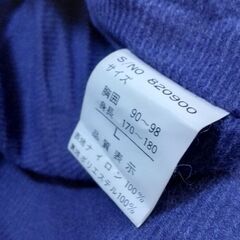 S/NO 820900
サイズ
胸囲 90～98
身長 170～180
L
品質表示
表地ナイロン100%
裏地ポリエステル100%